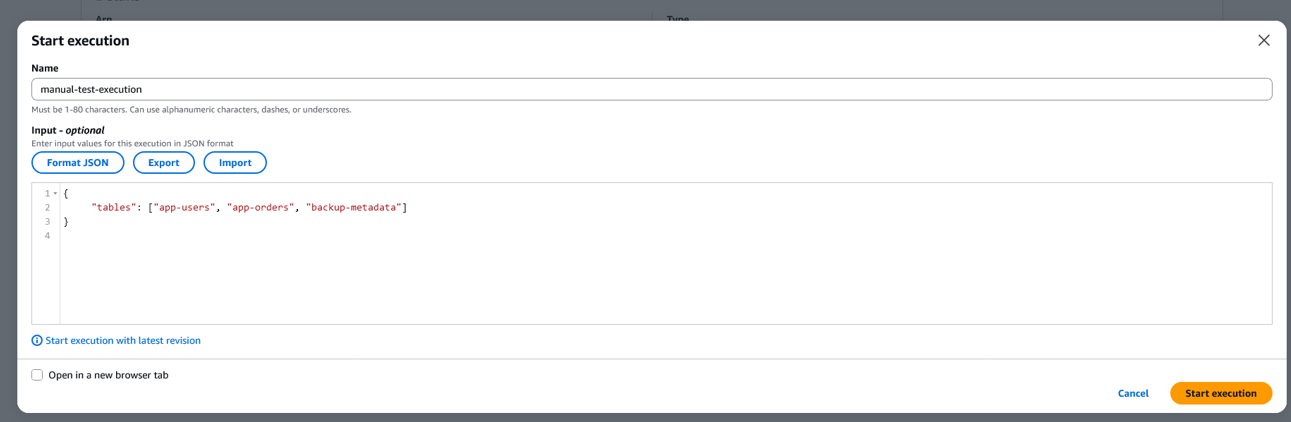 Arn Type
Start execution
Name
manual-test-execution
Must be 1-80 characters. Can use alphanumeric characters, dashes, or underscores.
Input - optional
Enter input values for this execution in JSON format
Format JSON Export Import
1 {
2 "tables": ["app-users", "app-orders", "backup-metadata"]
3 }
4
Start execution with latest revision
Open in a new browser tab
Cancel Start execution